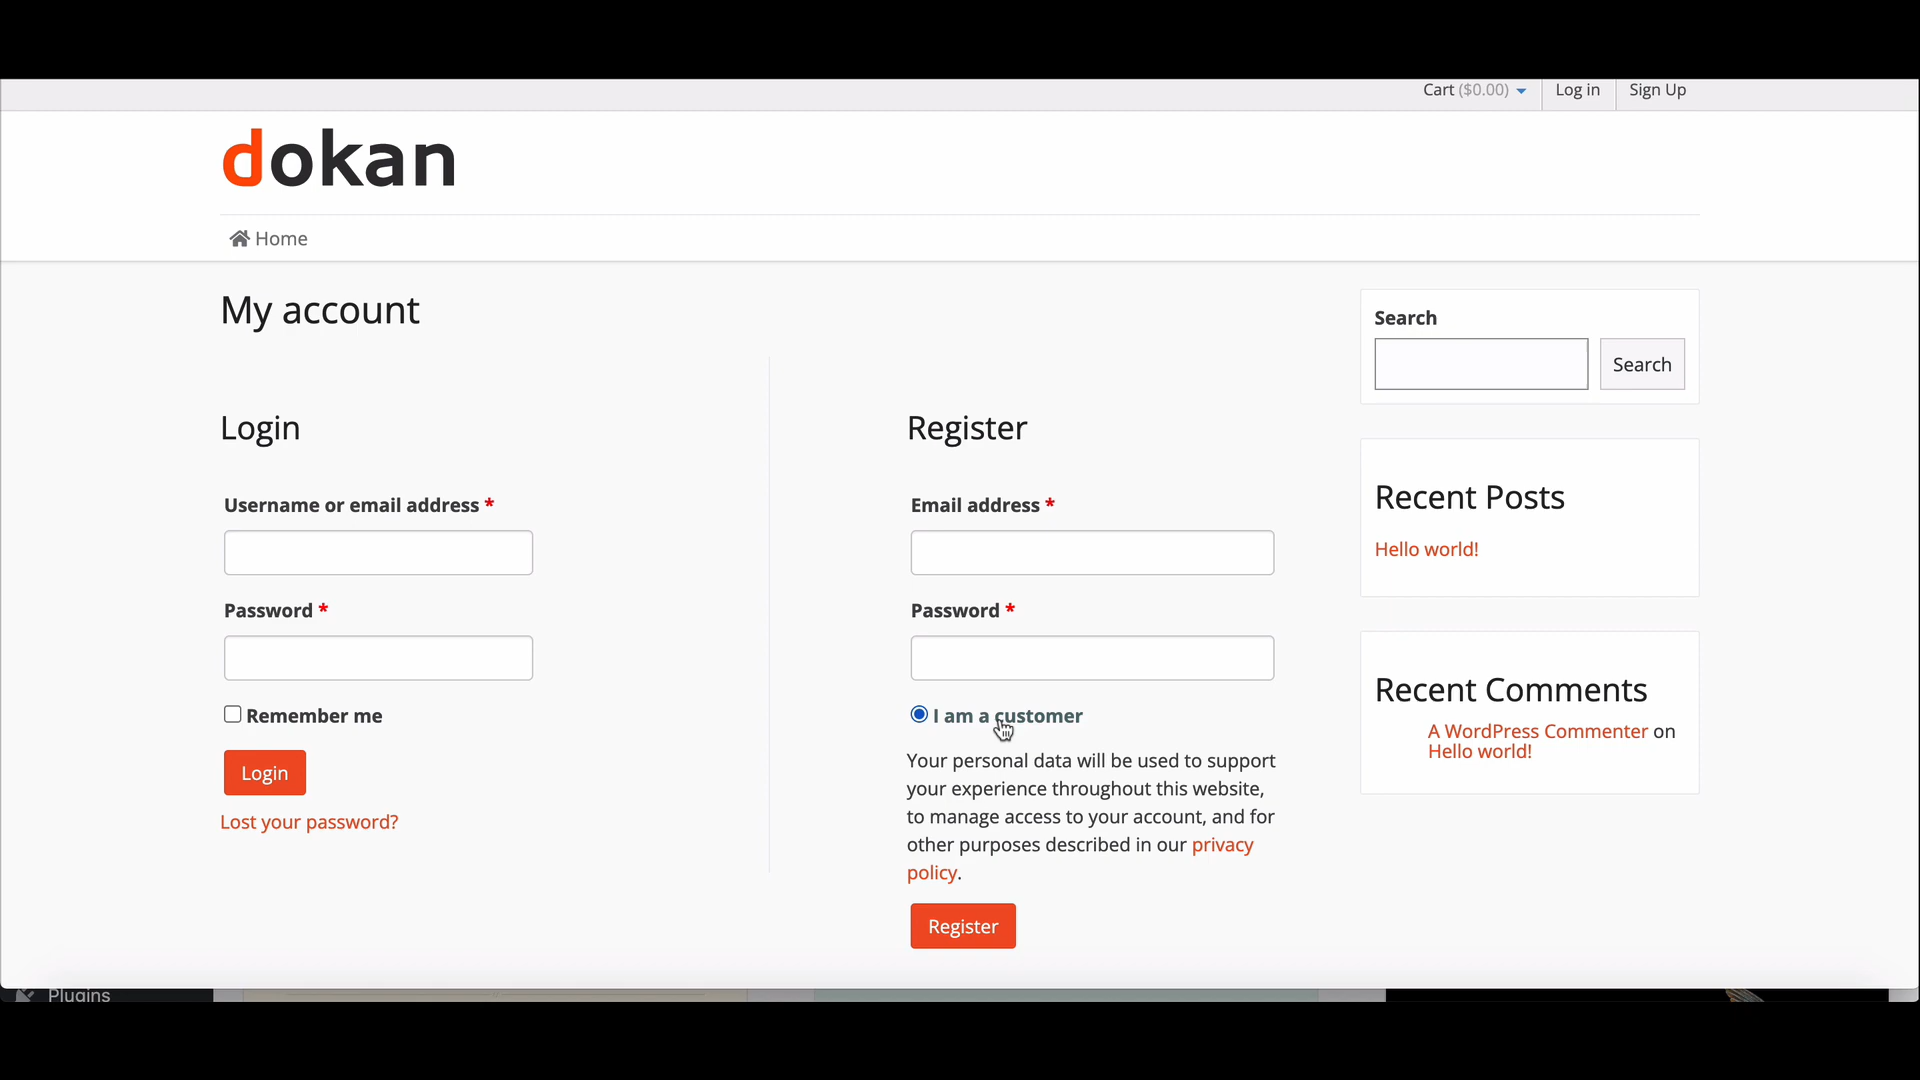 Cart ($0.00) Log in Sign Up
dokan
Home
My account
Login
Username or email address *
Password *
Remember me
Login
Lost your password?
Register
Email address *
Password *
I am a customer
Your personal data will be used to support
your experience throughout this website,
to manage access to your account, and for
other purposes described in our privacy
policy.
Register
Search
Search
Recent Posts
Hello world!
Recent Comments
A WordPress Commenter on
Hello world!
Plugins